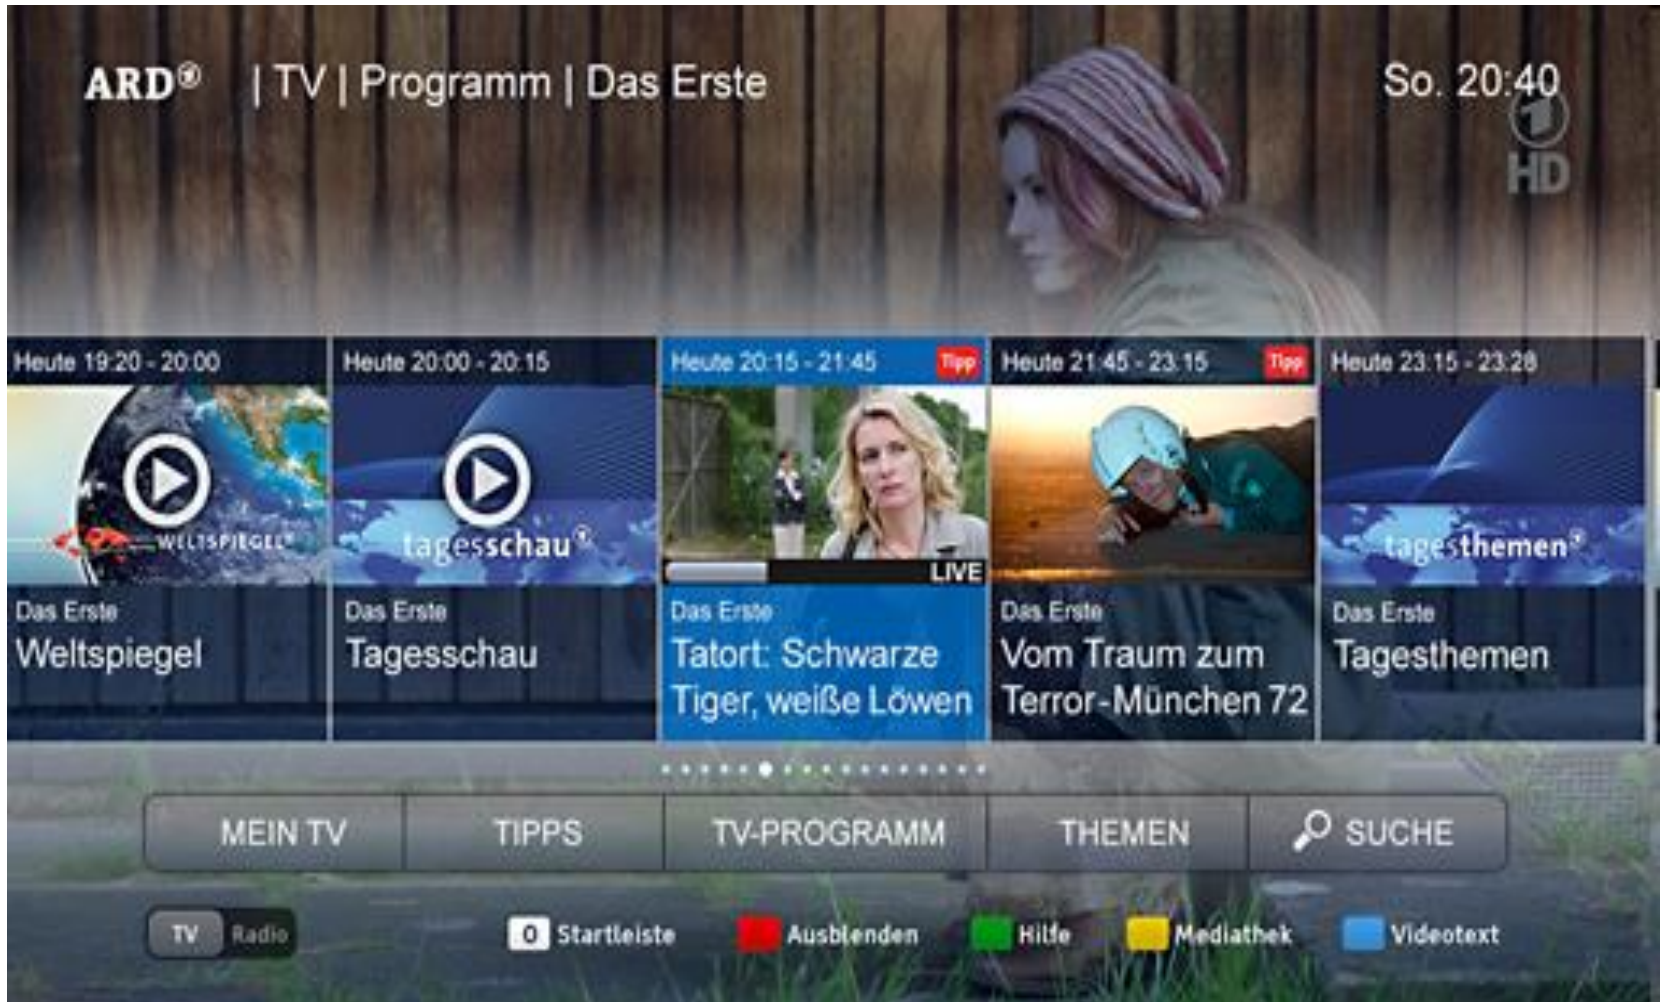 ARD | TV | Programm | Das Erste
So. 20:40
HD
Heute 19:20 - 20:00
WELTSPIEGEL
Das Erste
Weltspiegel
Heute 20:00 - 20:15
tagesschau
Das Erste
Tagesschau
Heute 20:15 - 21:45 Tipp
LIVE
Das Erste
Tatort: Schwarze
Tiger, weiße Löwen
Heute 21:45 - 23:15 Tipp
Das Erste
Vom Traum zum
Terror-München 72
Heute 23:15 - 23:28
tagesthemen
Das Erste
Tagesthemen
MEIN TV TIPPS TV-PROGRAMM THEMEN SUCHE
TV Radio 0 Startleiste Ausblenden Hilfe Mediathek Videotext